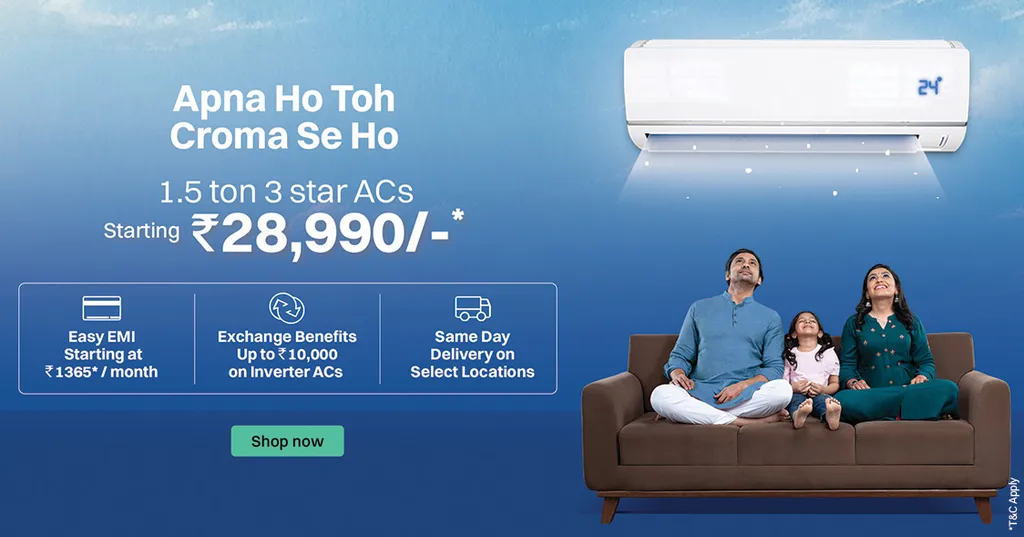 Apna Ho Toh
Croma Se Ho
1.5 ton 3 star ACs
Starting ₹28,990/-*
Easy EMI
Starting at
₹1365* / month
Exchange Benefits
Up to ₹10,000
on Inverter ACs
Same Day
Delivery on
Select Locations
Shop now
24°
*T&C Apply